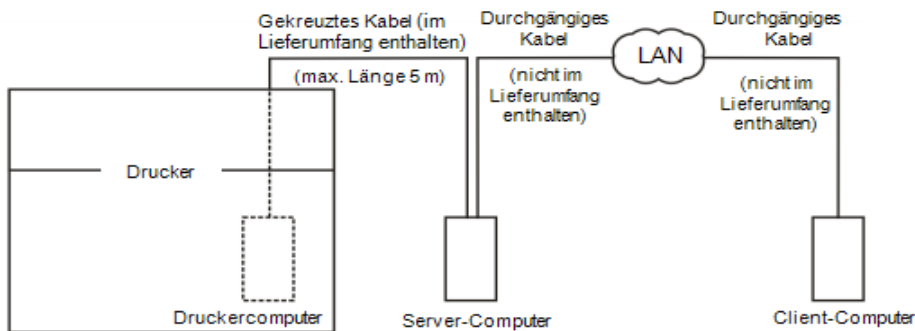 Gekreuztes Kabel (im
Lieferumfang enthalten)
(max. Länge 5 m)
Durchgängiges
Kabel
(nicht im
Lieferumfang
enthalten)
LAN
Durchgängiges
Kabel
(nicht im
Lieferumfang
enthalten)
Drucker
Druckercomputer
Server-Computer
Client-Computer